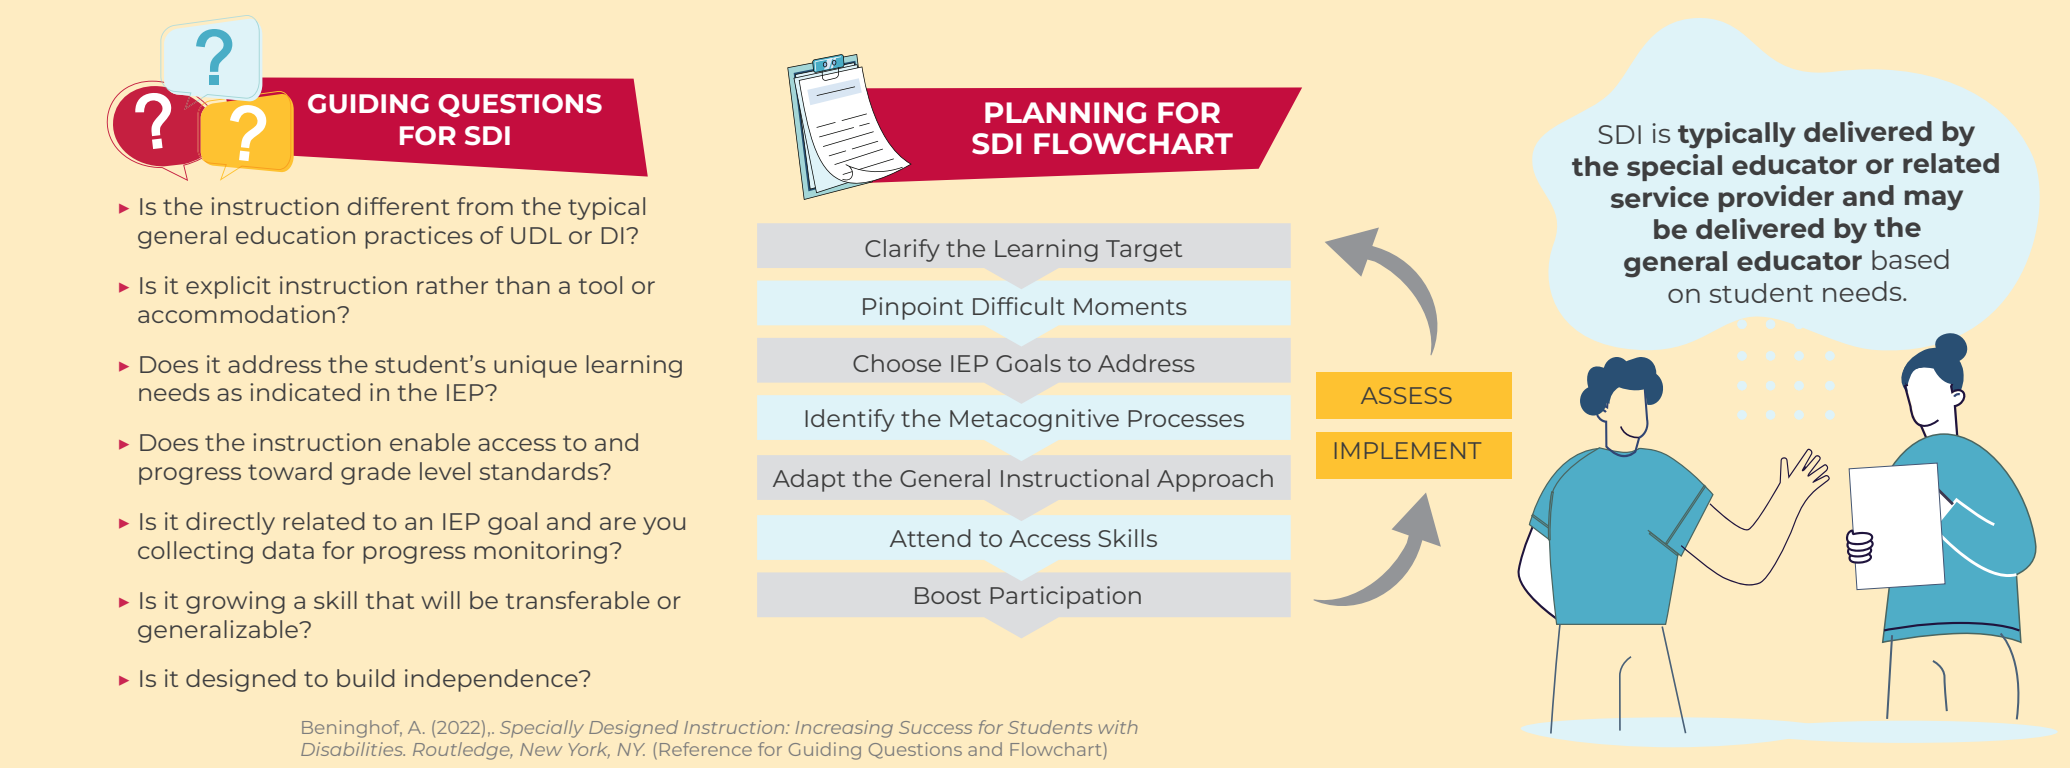 ?
?
?
GUIDING QUESTIONS
FOR SDI
▸ Is the instruction different from the typical
general education practices of UDL or DI?
▸ Is it explicit instruction rather than a tool or
accommodation?
▸ Does it address the student's unique learning
needs as indicated in the IEP?
▸ Does the instruction enable access to and
progress toward grade level standards?
▸ Is it directly related to an IEP goal and are you
collecting data for progress monitoring?
▸ Is it growing a skill that will be transferable or
generalizable?
▸ Is it designed to build independence?
PLANNING FOR
SDI FLOWCHART
Clarify the Learning Target
Pinpoint Difficult Moments
Choose IEP Goals to Address
Identify the Metacognitive Processes
Adapt the General Instructional Approach
Attend to Access Skills
Boost Participation
ASSESS
IMPLEMENT
SDI is typically delivered by
the special educator or related
service provider and may
be delivered by the
general educator based
on student needs.
Beninghof, A. (2022),. Specially Designed Instruction: Increasing Success for Students with
Disabilities. Routledge, New York, NY. (Reference for Guiding Questions and Flowchart)